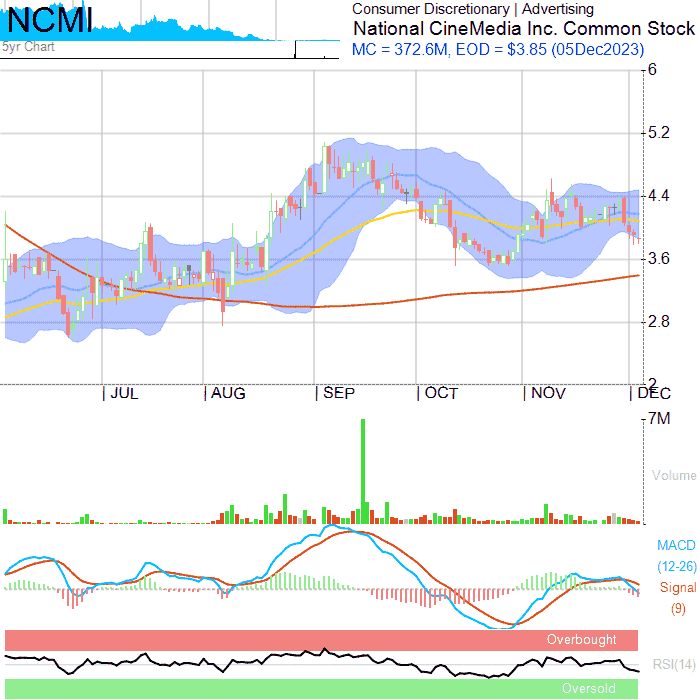 NCMI
5yr Chart
Consumer Discretionary | Advertising
National CineMedia Inc. Common Stock
MC = 372.6M, EOD = $3.85 (05Dec2023)
6
5.2
4.4
3.6
2.8
2
JUL AUG SEP OCT NOV DEC
7M
Volume
MACD
(12-26)
Signal
(9)
Overbought
RSI(14)
Oversold